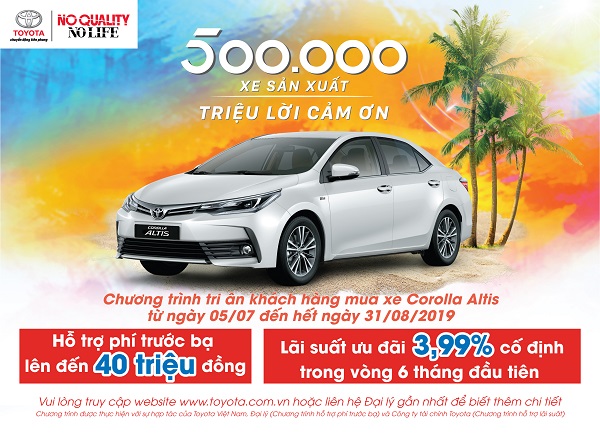 TOYOTA
chuyển động tiên phong
NO QUALITY
NO LIFE
500.000
XE SẢN XUẤT
TRIỆU LỜI CẢM ƠN
COROLLA
ALTIS
Chương trình tri ân khách hàng mua xe Corolla Altis
từ ngày 05/07 đến hết ngày 31/08/2019
Hỗ trợ phí trước bạ
lên đến 40 triệu đồng
Lãi suất ưu đãi 3,99% cố định
trong vòng 6 tháng đầu tiên
Vui lòng truy cập website www.toyota.com.vn hoặc liên hệ Đại lý gần nhất để biết thêm chi tiết
Chương trình được thực hiện với sự hợp tác của Toyota Việt Nam, Đại lý (Chương trình hỗ trợ phí trước bạ) và Công ty tài chính Toyota (Chương trình hỗ trợ lãi suất)